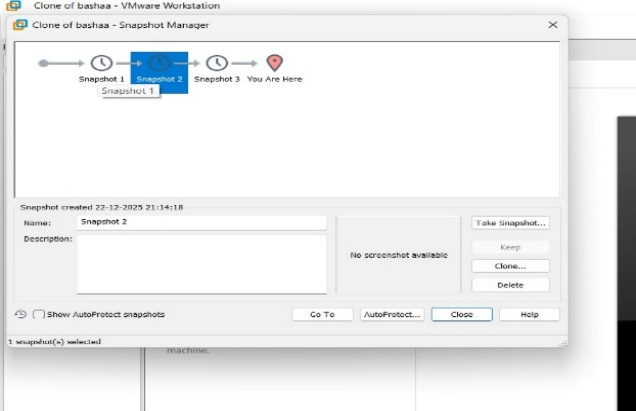 Clone of bashaa - VMware Workstation
Clone of bashaa - Snapshot Manager
Snapshot 1 Snapshot 2 Snapshot 3 You Are Here
Snapshot 1
Snapshot created 22-12-2025 21:14:18
Name: Snapshot 2 Take Snapshot...
Description: Keep
No screenshot available
Clone...
Delete
Show AutoProtect snapshots Go To AutoProtect... Close Help
1 snapshot(s) selected
machine.